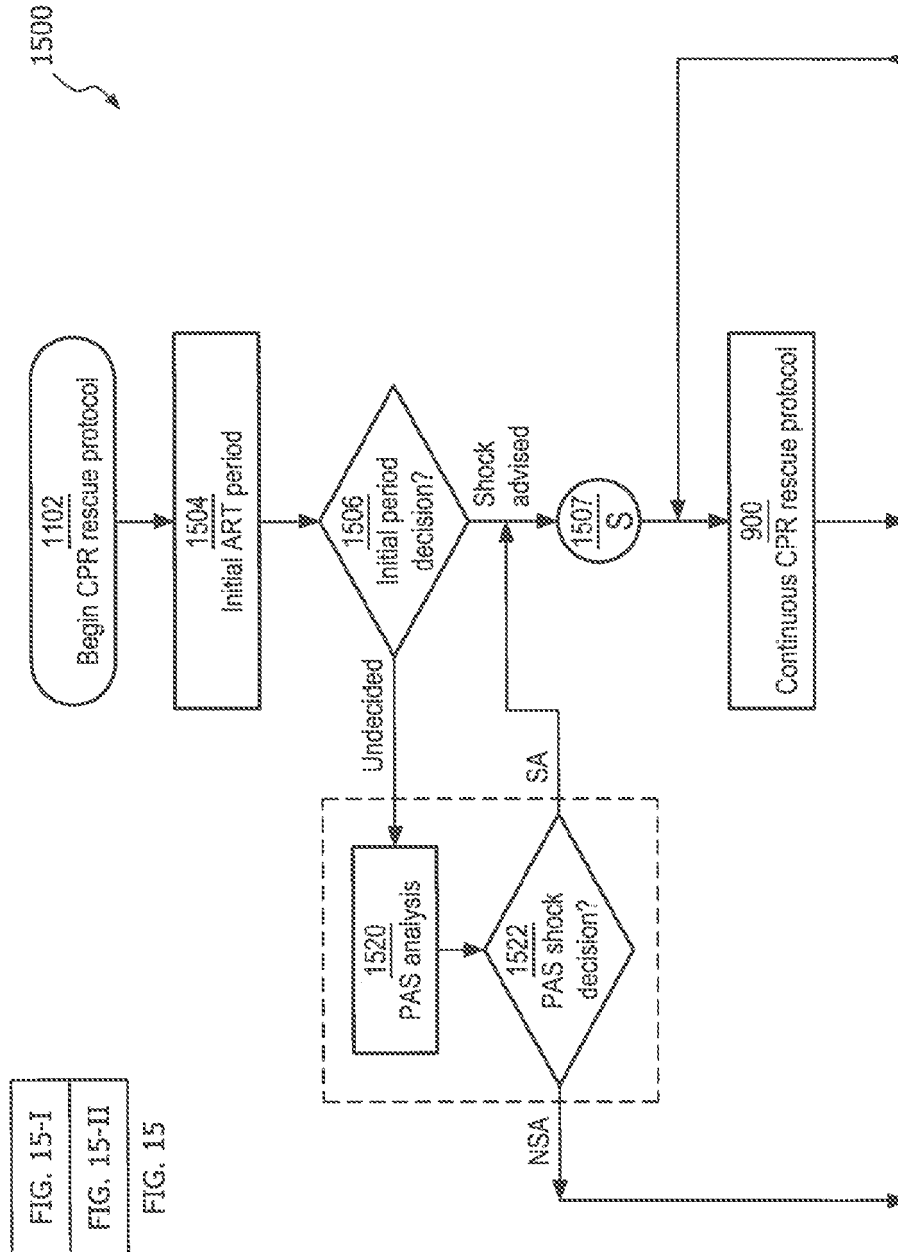 FIG. 15-I
FIG. 15-II
FIG. 15
1500
1102
Begin CPR rescue protocol
1504
Initial ART period
1506
Initial period
decision?
Undecided
Shock
advised
1520
PAS analysis
1522
PAS shock
decision?
NSA
SA
1507
S
900
Continuous CPR rescue protocol